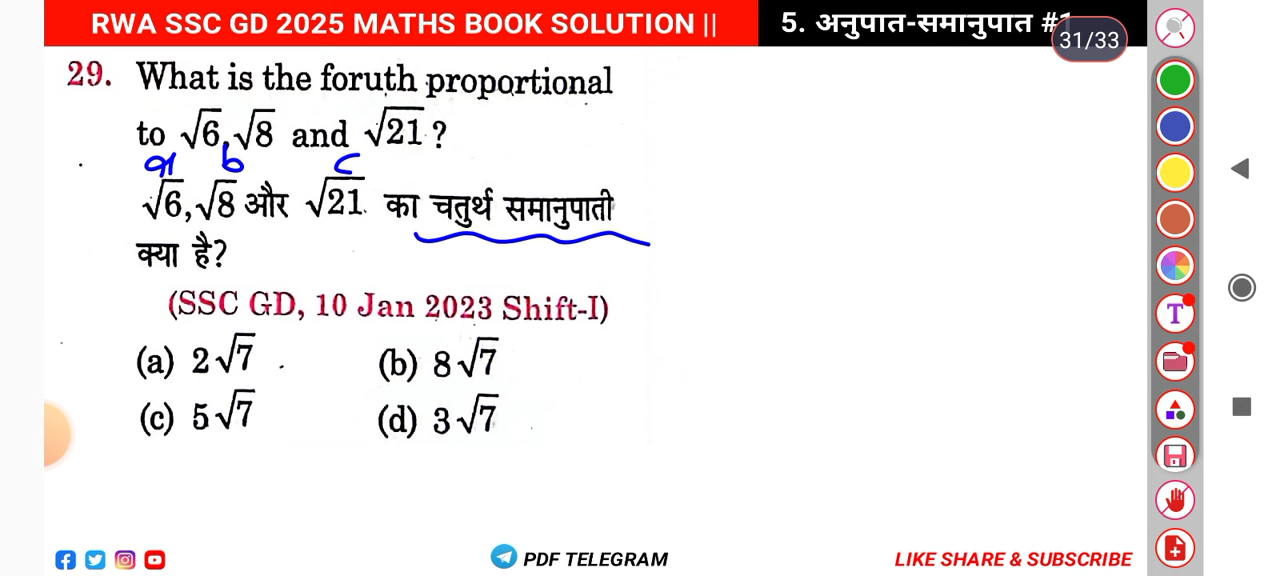 RWA SSC GD 2025 MATHS BOOK SOLUTION || 5. अनुपात-समानुपात #1
31/33
29. What is the foruth proportional
to √6,√8 and √21 ?
a b c
√6,√8 और √21 का चतुर्थ समानुपाती
क्या है?
(SSC GD, 10 Jan 2023 Shift-I)
(a) 2√7 (b) 8√7
(c) 5√7 (d) 3√7
T
PDF TELEGRAM LIKE SHARE & SUBSCRIBE